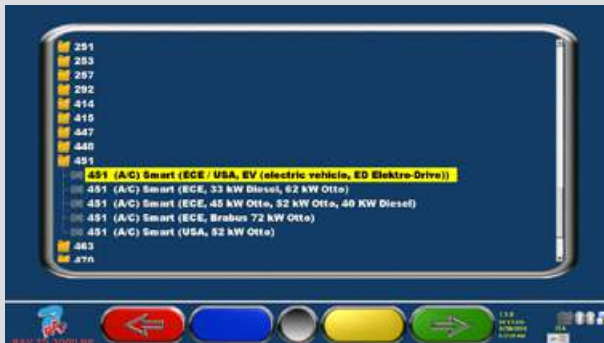 251
253
257
292
414
415
447
448
451
451 (A/C) Smart (ECE / USA, EV (electric vehicle, ED Elektro-Drive))
451 (A/C) Smart (ECE, 33 kW Diesel, 62 kW Otto)
451 (A/C) Smart (ECE, 45 kW Otto, 52 kW Otto, 40 KW Diesel)
451 (A/C) Smart (ECE, Brabus 72 kW Otto)
451 (A/C) Smart (USA, 52 kW Otto)
463
470